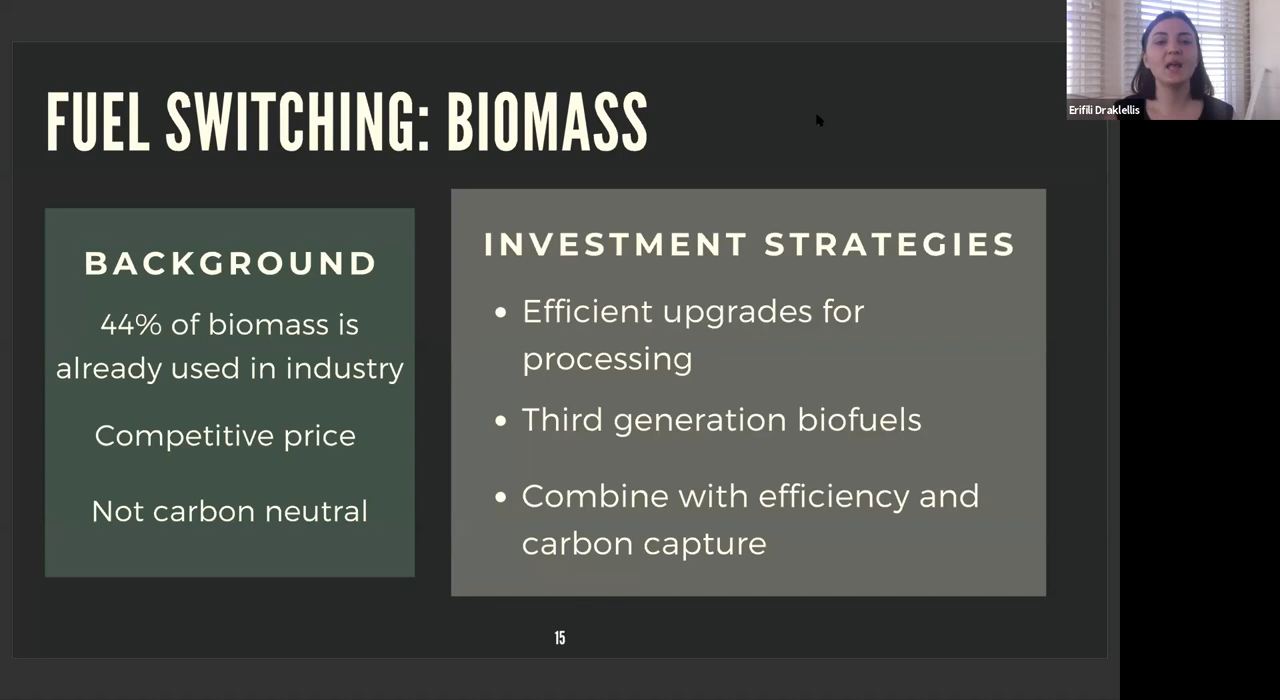 FUEL SWITCHING: BIOMASS
BACKGROUND
44% of biomass is
already used in industry
Competitive price
Not carbon neutral
INVESTMENT STRATEGIES
• Efficient upgrades for
processing
• Third generation biofuels
• Combine with efficiency and
carbon capture
15
Erifili Draklellis